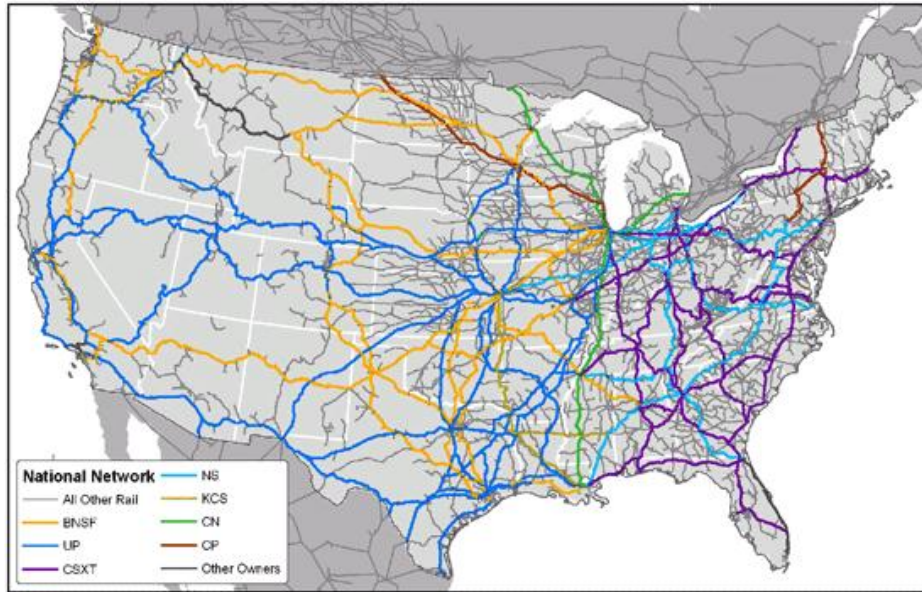 National Network
All Other Rail
BNSF
UP
CSXT
NS
KCS
CN
CP
Other Owners